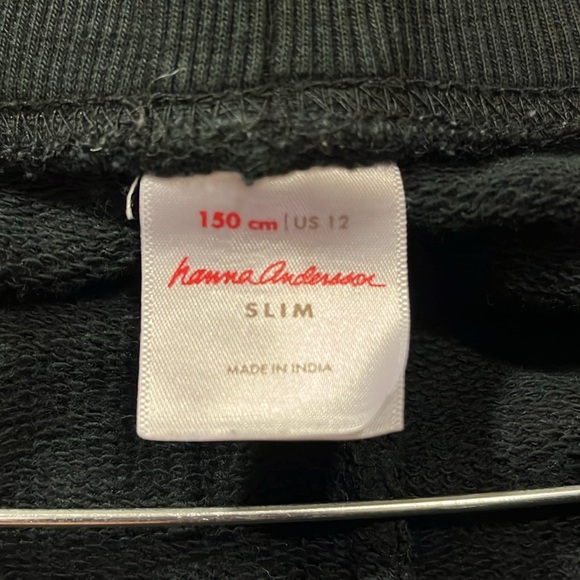 150 cm | US 12
hanna Andersson
SLIM
MADE IN INDIA